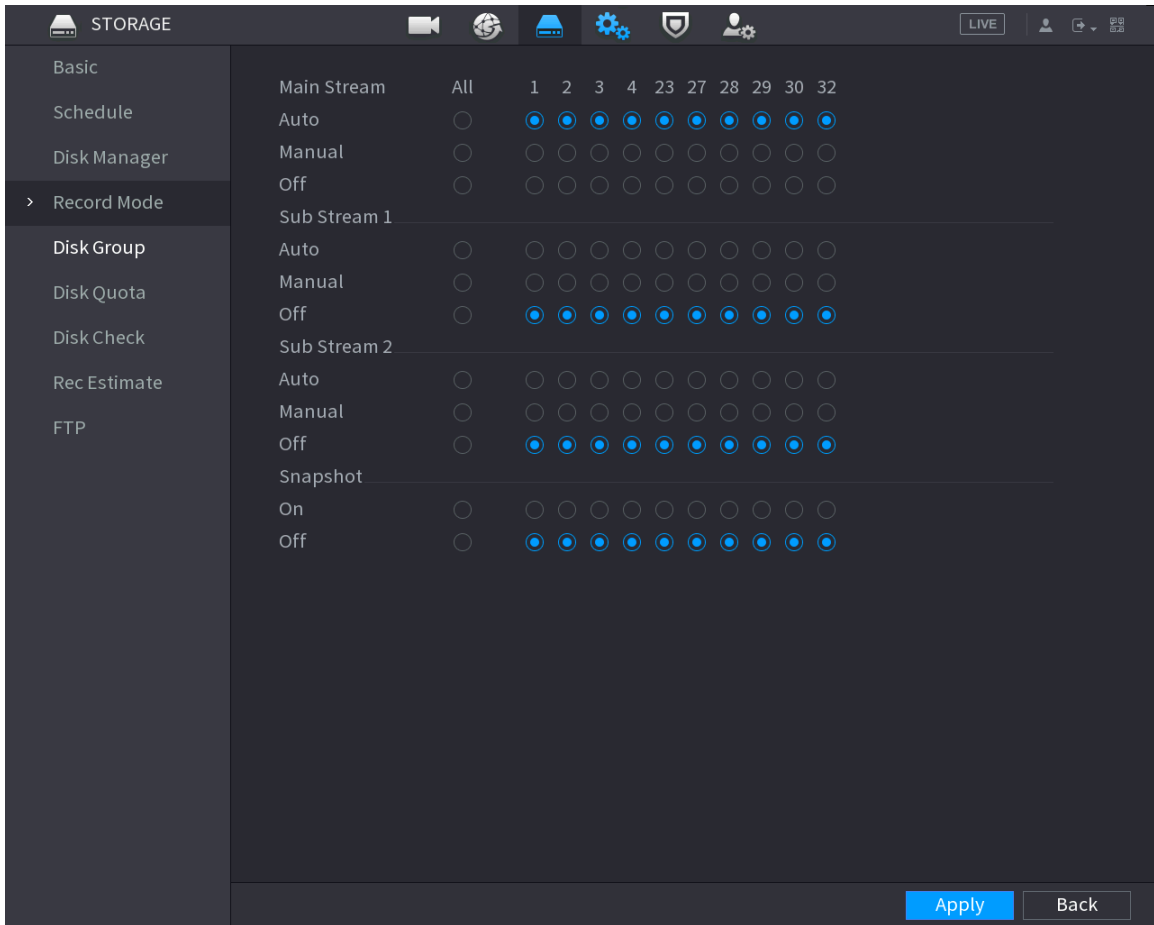 STORAGE
LIVE
Basic
Schedule
Disk Manager
Record Mode
Disk Group
Disk Quota
Disk Check
Rec Estimate
FTP
Main Stream All 1 2 3 4 23 27 28 29 30 32
Auto
Manual
Off
Sub Stream 1
Auto
Manual
Off
Sub Stream 2
Auto
Manual
Off
Snapshot
On
Off
Apply Back